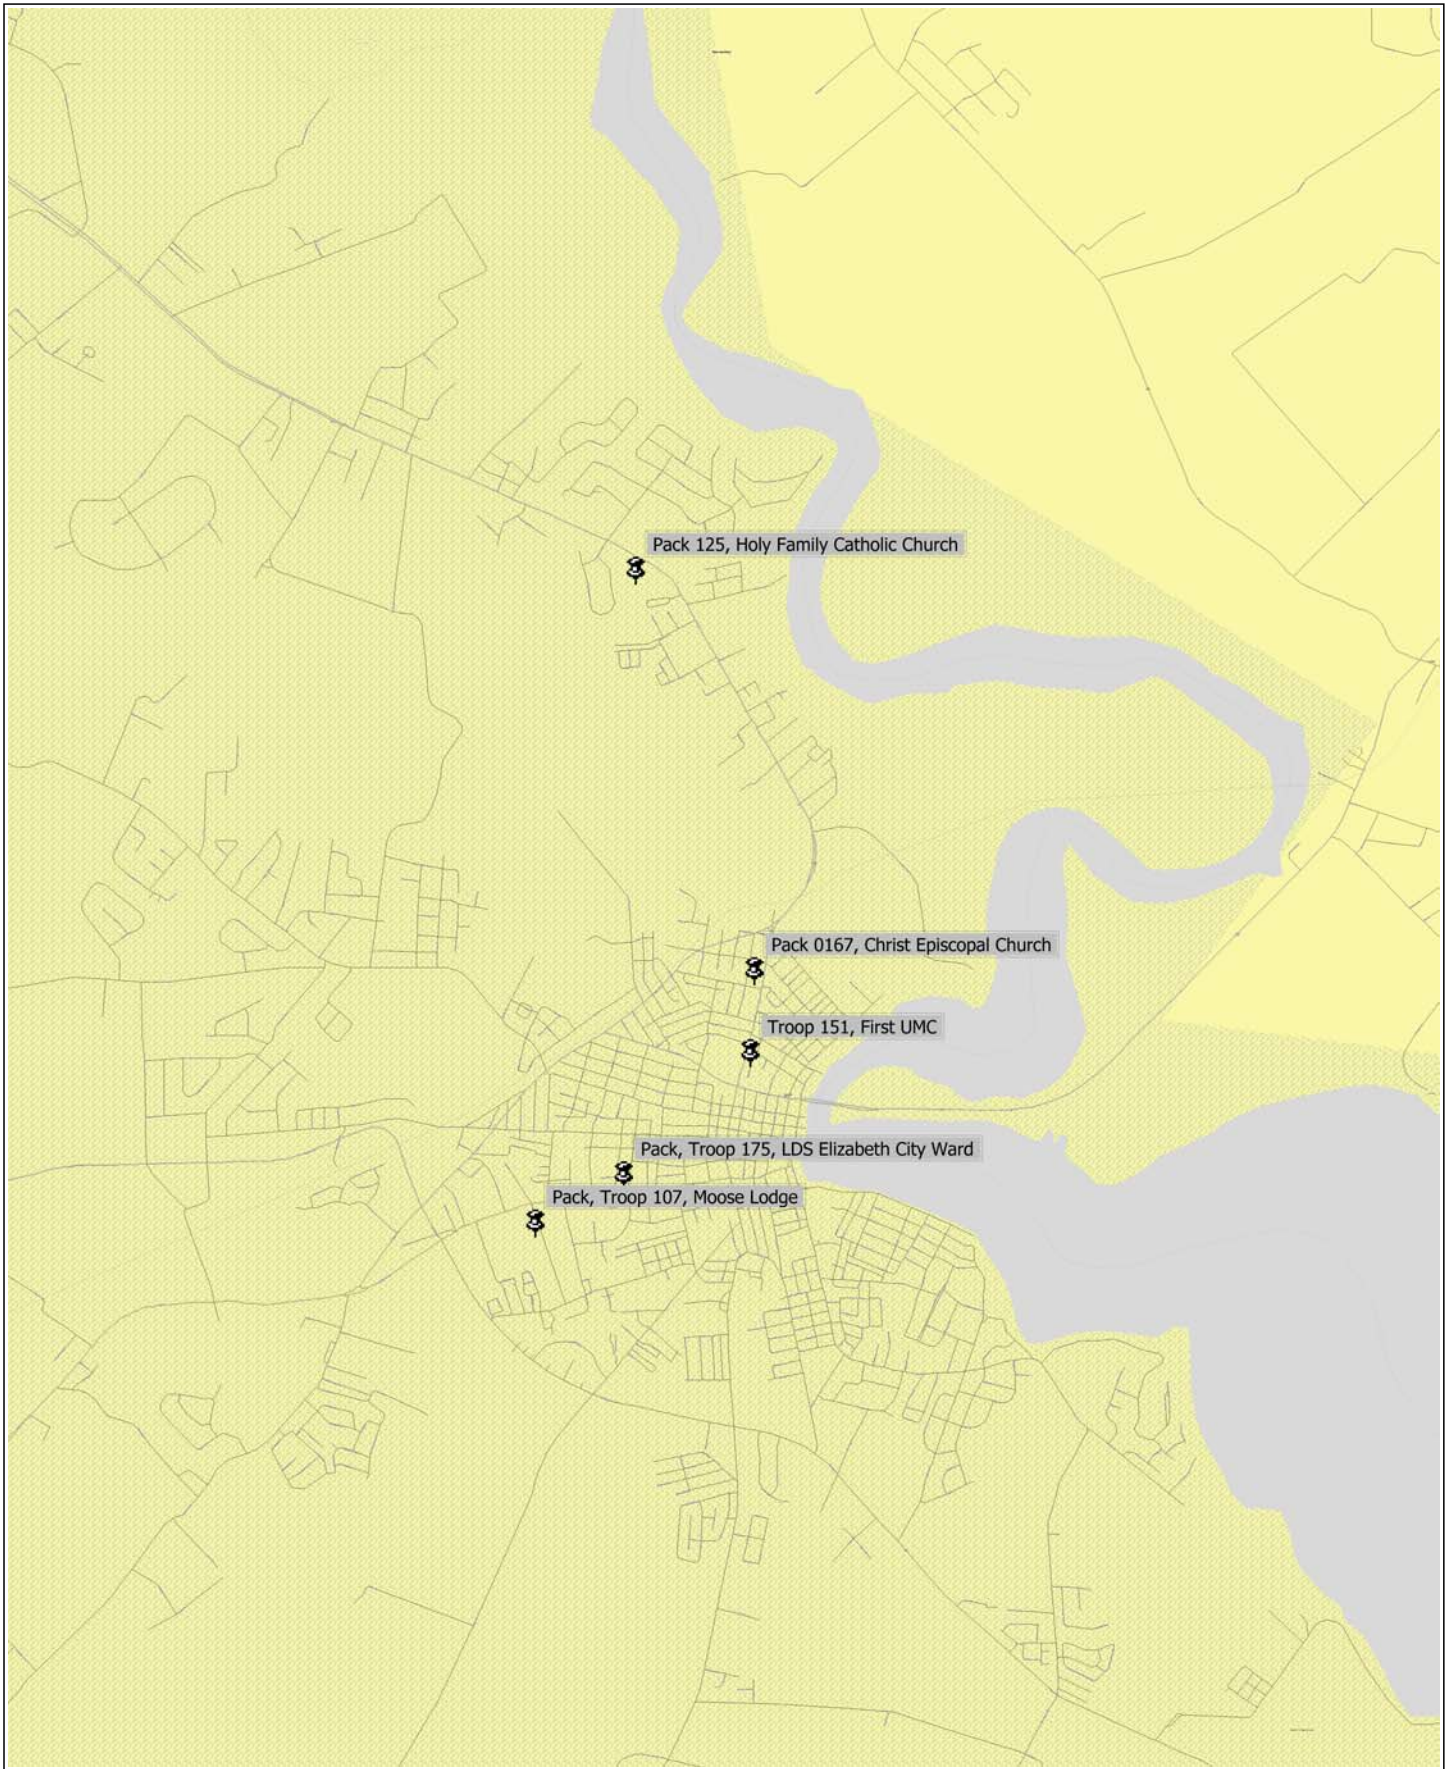 Pack 125, Holy Family Catholic Church
Pack 0167, Christ Episcopal Church
Troop 151, First UMC
Pack, Troop 175, LDS Elizabeth City Ward
Pack, Troop 107, Moose Lodge